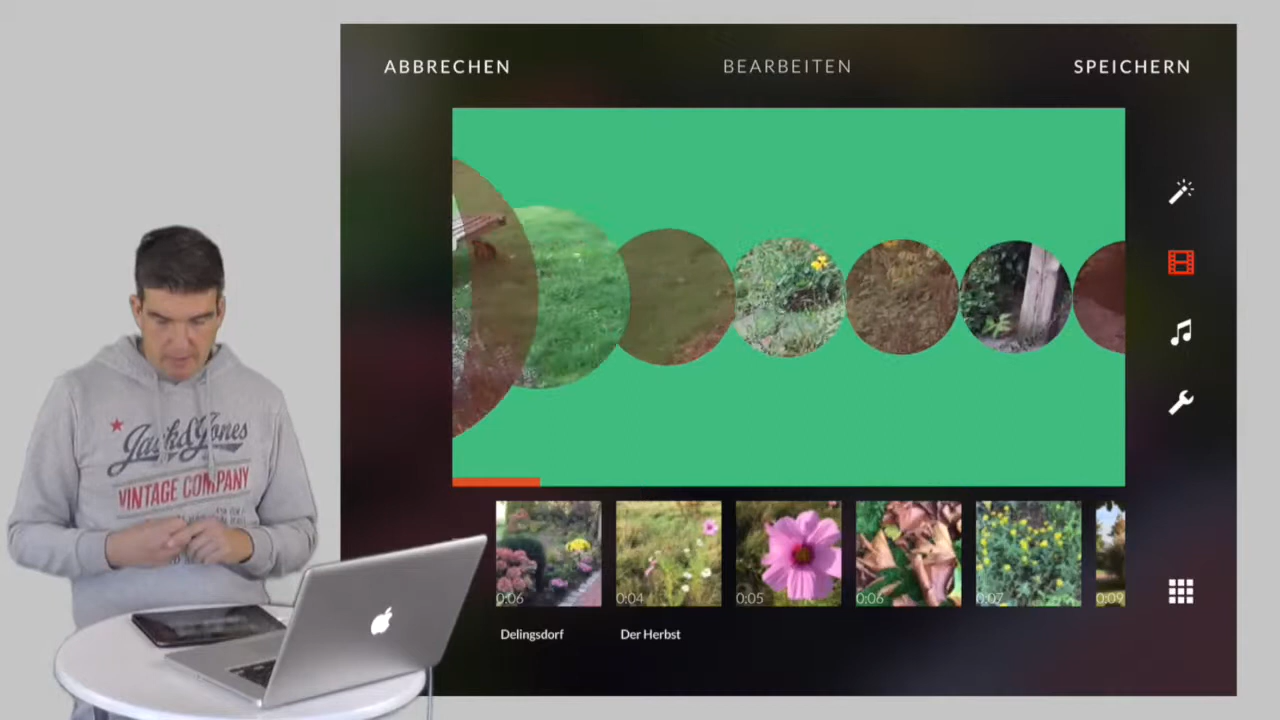 ABBRECHEN
BEARBEITEN
SPEICHERN
Jack&Jones
VINTAGE COMPANY
0:06
0:04
0:05
0:06
0:07
0:09
Delingsdorf
Der Herbst